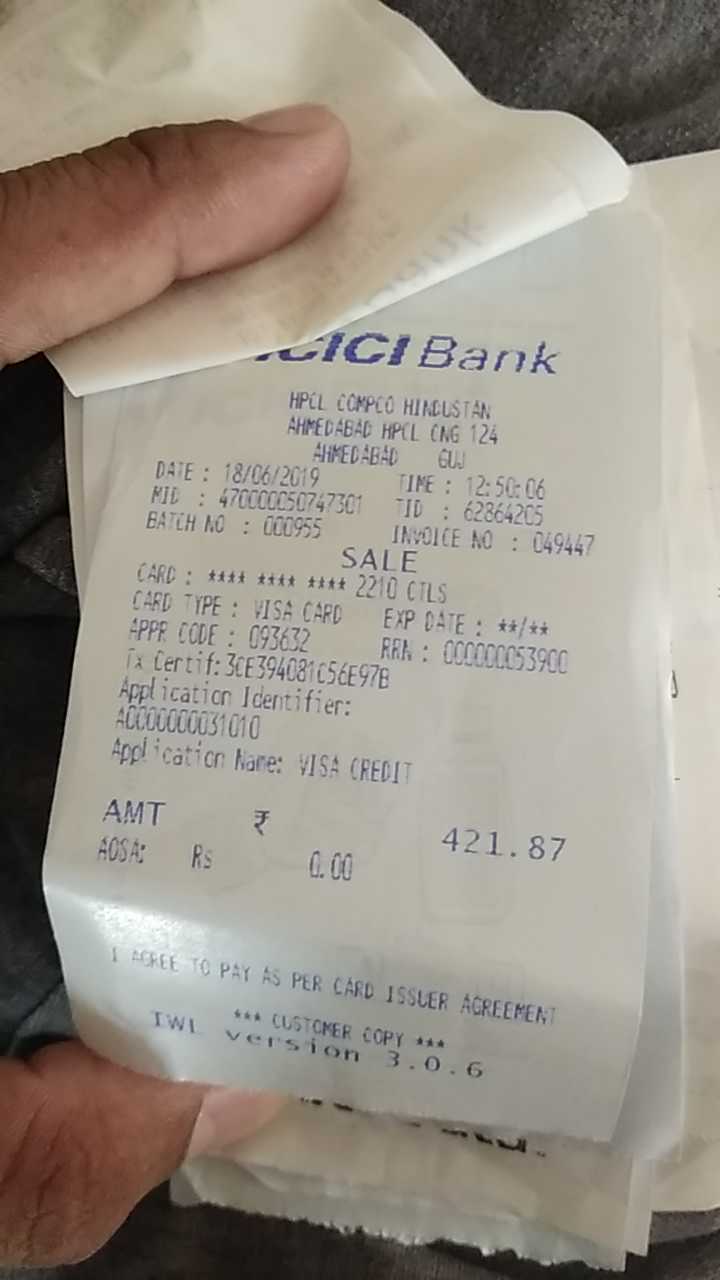 ICICI Bank
HPCL COMPCO HINDUSTAN
AHMEDABAD HPCL CNG 124
AHMEDABAD GUJ
DATE : 18/06/2019 TIME : 12:50:06
MID : 470000050747301 TID : 62864205
BATCH NO : 000955 INVOICE NO : 049447
SALE
CARD : **** **** **** 2210 CTLS
CARD TYPE : VISA CARD EXP DATE : **/**
APPR CODE : 093632 RRN : 000000053900
Tx Certif: 3CE394081C56E97B
Application Identifier:
A0000000031010
Application Name: VISA CREDIT
AMT ₹ 421.87
AOSA: Rs 0.00
I AGREE TO PAY AS PER CARD ISSUER AGREEMENT
*** CUSTOMER COPY ***
IWL version 3.0.6